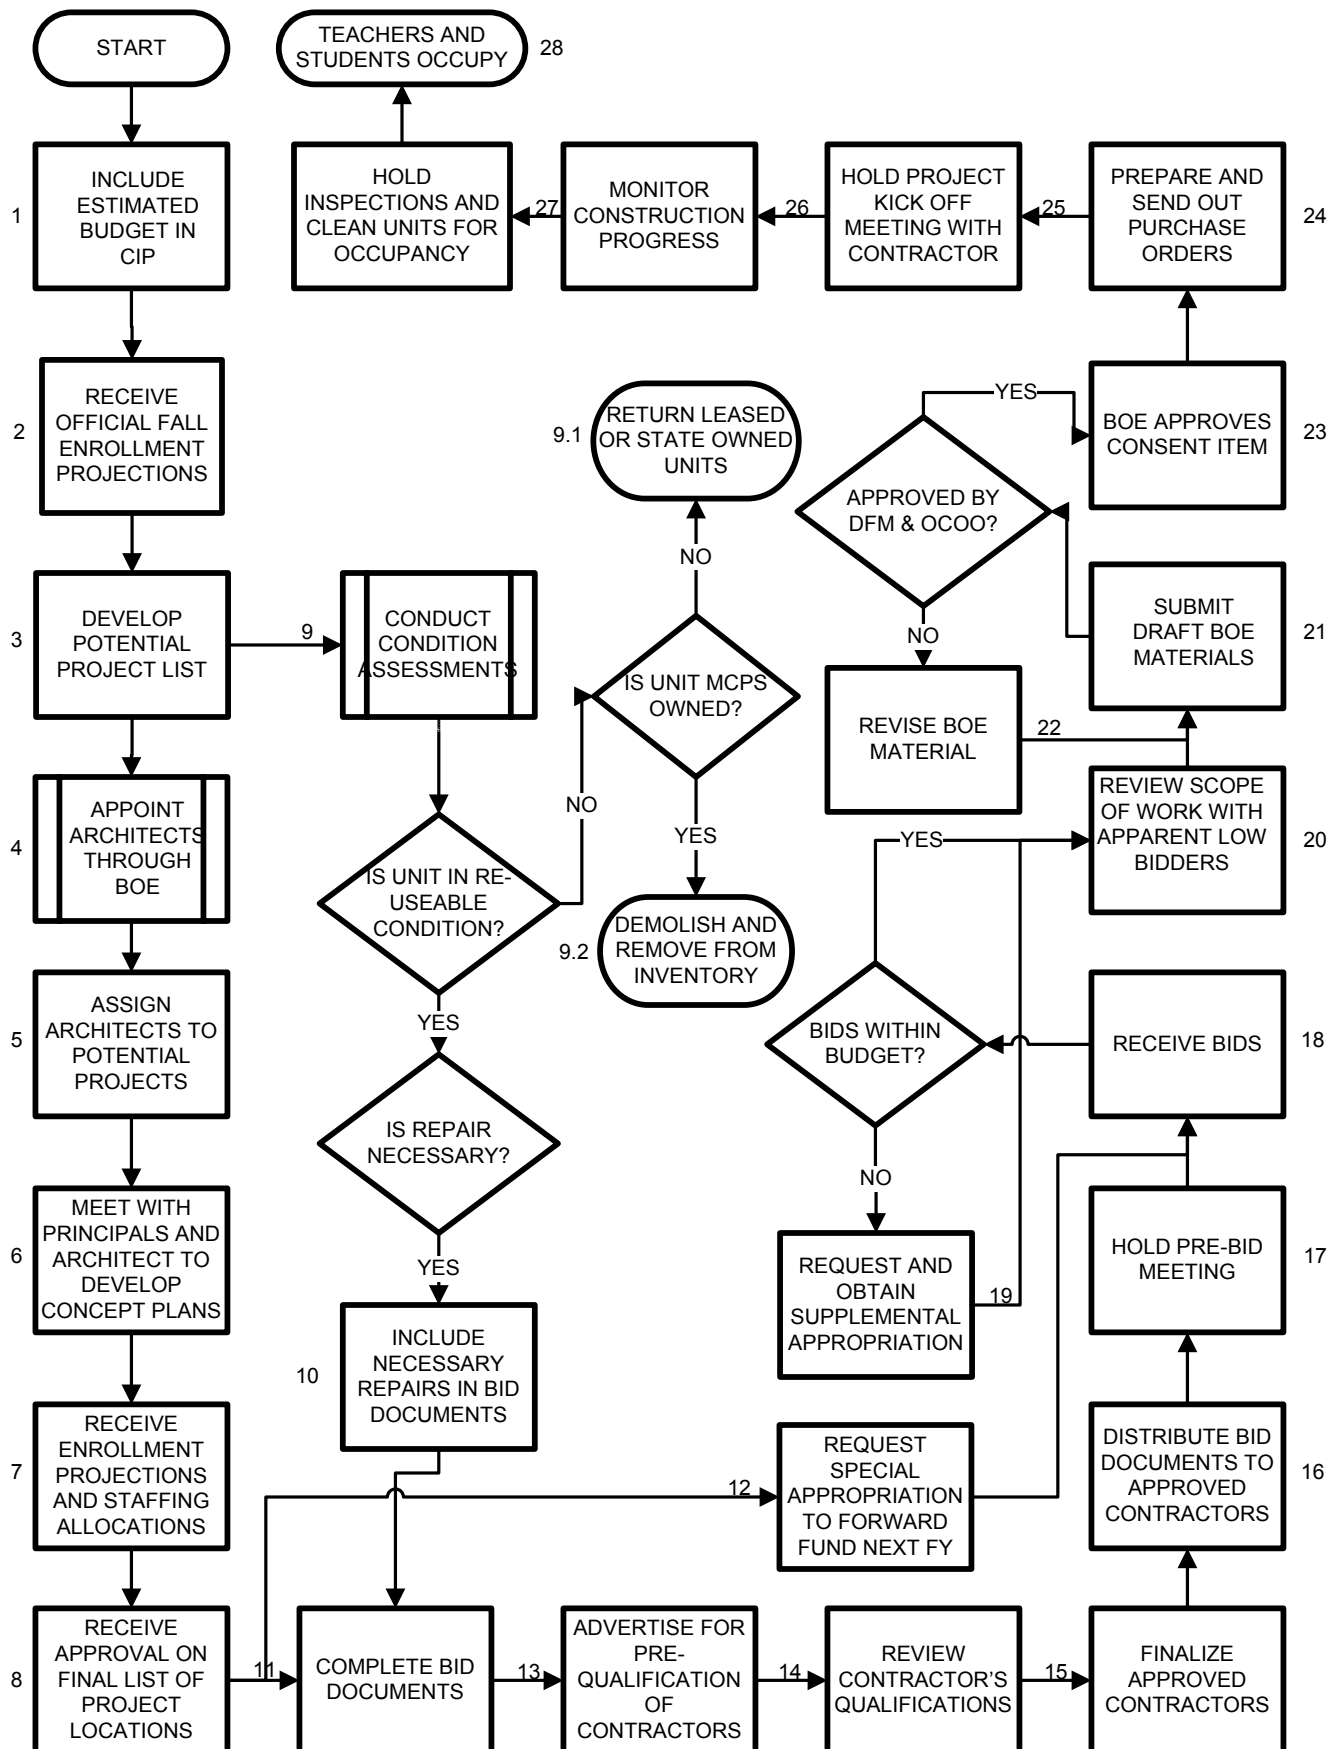 START
TEACHERS AND
STUDENTS OCCUPY
28
1
INCLUDE
ESTIMATED
BUDGET IN
CIP
HOLD
INSPECTIONS AND
CLEAN UNITS FOR
OCCUPANCY
27
MONITOR
CONSTRUCTION
PROGRESS
26
HOLD PROJECT
KICK OFF
MEETING WITH
CONTRACTOR
25
PREPARE AND
SEND OUT
PURCHASE
ORDERS
24
2
RECEIVE
OFFICIAL FALL
ENROLLMENT
PROJECTIONS
9.1
RETURN LEASED
OR STATE OWNED
UNITS
NO
YES
BOE APPROVES
CONSENT ITEM
23
APPROVED BY
DFM & OCOO?
NO
3
DEVELOP
POTENTIAL
PROJECT LIST
9
CONDUCT
CONDITION
ASSESSMENTS
IS UNIT MCPS
OWNED?
SUBMIT
DRAFT BOE
MATERIALS
21
REVISE BOE
MATERIAL
22
4
APPOINT
ARCHITECTS
THROUGH
BOE
NO
YES
YES
REVIEW SCOPE
OF WORK WITH
APPARENT LOW
BIDDERS
20
IS UNIT IN RE-
USEABLE
CONDITION?
YES
9.2
DEMOLISH AND
REMOVE FROM
INVENTORY
5
ASSIGN
ARCHITECTS TO
POTENTIAL
PROJECTS
BIDS WITHIN
BUDGET?
NO
RECEIVE BIDS
18
IS REPAIR
NECESSARY?
YES
6
MEET WITH
PRINCIPALS AND
ARCHITECT TO
DEVELOP
CONCEPT PLANS
REQUEST AND
OBTAIN
SUPPLEMENTAL
APPROPRIATION
19
HOLD PRE-BID
MEETING
17
10
INCLUDE
NECESSARY
REPAIRS IN BID
DOCUMENTS
7
RECEIVE
ENROLLMENT
PROJECTIONS
AND STAFFING
ALLOCATIONS
12
REQUEST
SPECIAL
APPROPRIATION
TO FORWARD
FUND NEXT FY
DISTRIBUTE BID
DOCUMENTS TO
APPROVED
CONTRACTORS
16
8
RECEIVE
APPROVAL ON
FINAL LIST OF
PROJECT
LOCATIONS
11
COMPLETE BID
DOCUMENTS
13
ADVERTISE FOR
PRE-
QUALIFICATION
OF
CONTRACTORS
14
REVIEW
CONTRACTOR'S
QUALIFICATIONS
15
FINALIZE
APPROVED
CONTRACTORS